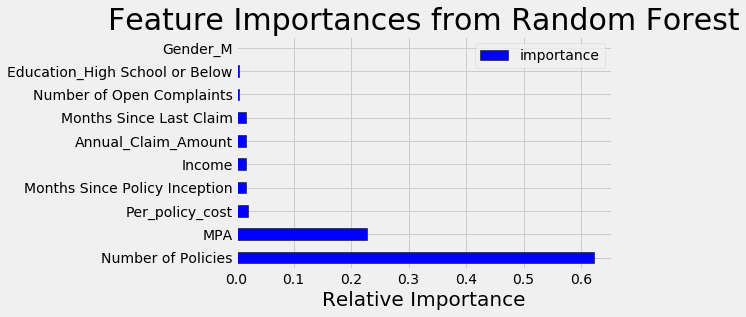 Feature Importances from Random Forest
importance
Gender_M
Education_High School or Below
Number of Open Complaints
Months Since Last Claim
Annual_Claim_Amount
Income
Months Since Policy Inception
Per_policy_cost
MPA
Number of Policies
0.0 0.1 0.2 0.3 0.4 0.5 0.6
Relative Importance